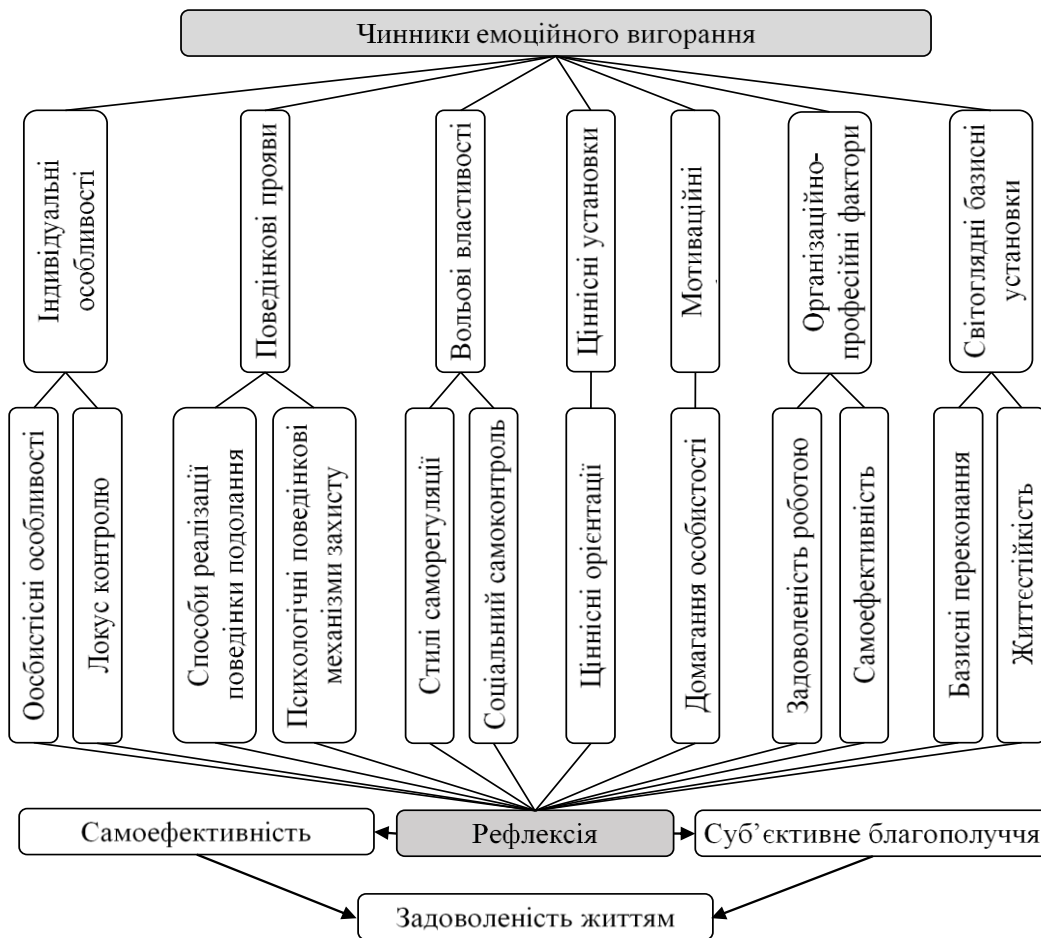 Чинники емоційного вигорання
Індивідуальні
особливості
Поведінкові прояви
Вольові властивості
Ціннісні установки
Мотиваційні
Організаційно-
професійні фактори
Світоглядні базисні
установки
Оособистісні особливості
Локус контролю
Способи реалізації
поведінки подолання
Психологічні поведінкові
механізми захисту
Стилі саморегуляції
Соціальний самоконтроль
Ціннісні орієнтації
Домагання особистості
Задоволеність роботою
Самоефективність
Базисні переконання
Життєстійкість
Самоефективність
Рефлексія
Суб’єктивне благополуччя
Задоволеність життям